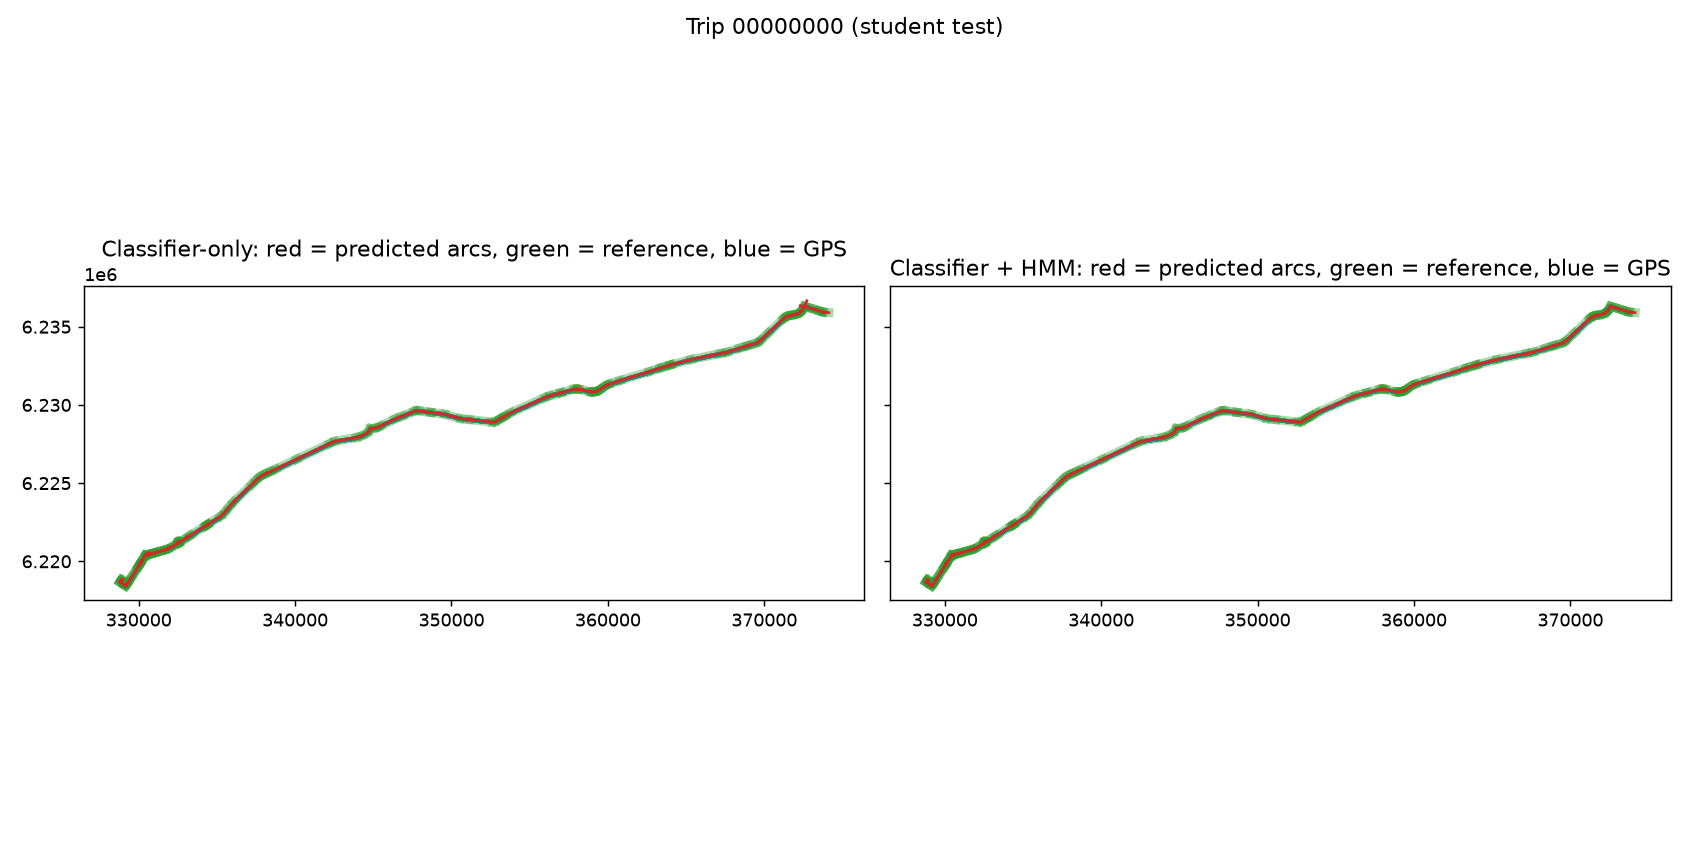 Trip 00000000 (student test)
Classifier-only: red = predicted arcs, green = reference, blue = GPS
1e6
6.235
6.230
6.225
6.220
330000 340000 350000 360000 370000
Classifier + HMM: red = predicted arcs, green = reference, blue = GPS
330000 340000 350000 360000 370000